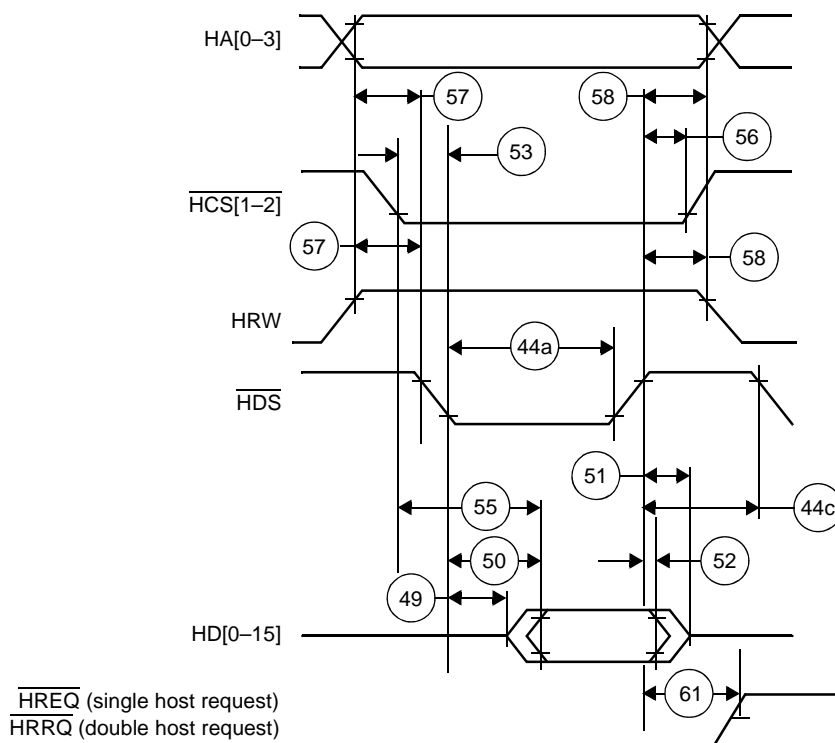 HA[0–3]
57
58
53
56
HCS[1–2]
57
58
HRW
44a
HDS
51
55
44c
50
52
49
HD[0–15]
61
HREQ (single host request)
HRRQ (double host request)